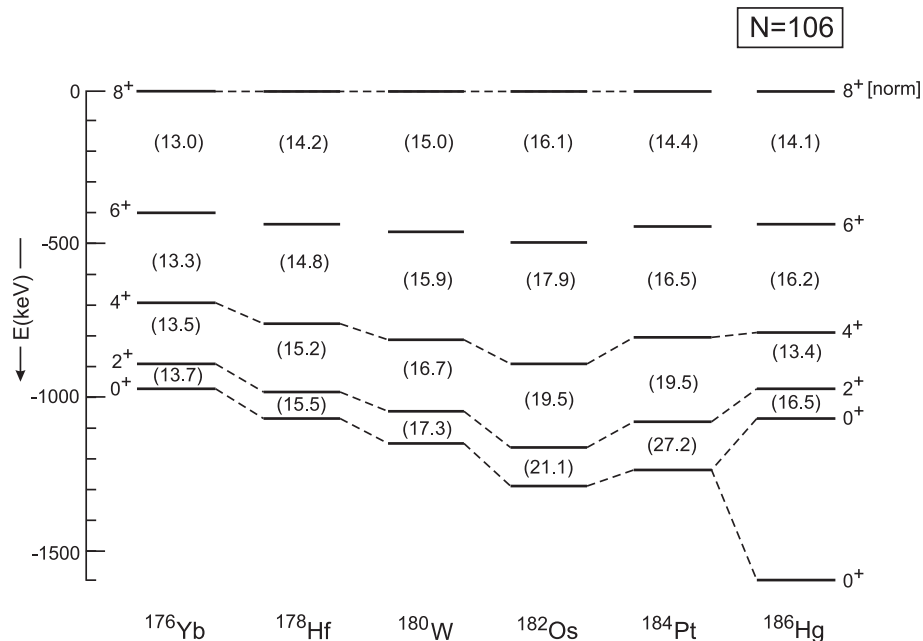 N=106
0 8⁺ 8⁺ [norm]
(13.0) (14.2) (15.0) (16.1) (14.4) (14.1)
6⁺ 6⁺
-500
(13.3) (14.8) (15.9) (17.9) (16.5) (16.2)
E(keV)
4⁺ 4⁺
(13.5) (15.2) (16.7) (19.5) (19.5) (13.4)
2⁺ 2⁺
(13.7) (15.5) (17.3) (21.1) (27.2) (16.5)
-1000 0⁺ 0⁺
-1500
0⁺
¹⁷⁶Yb ¹⁷⁸Hf ¹⁸⁰W ¹⁸²Os ¹⁸⁴Pt ¹⁸⁶Hg